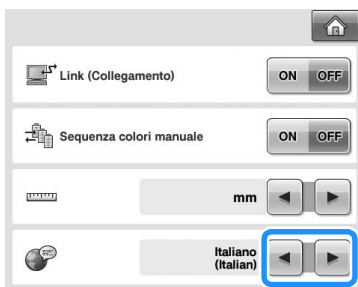 Link (Collegamento) ON OFF
Sequenza colori manuale ON OFF
mm
Italiano
(Italian)